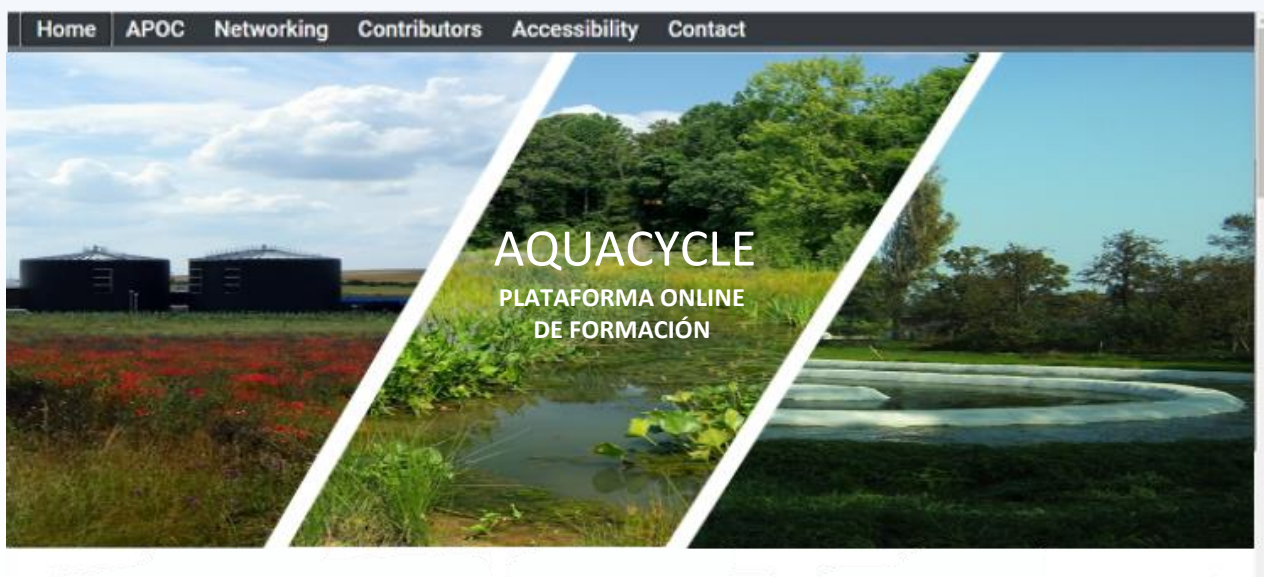 Home APOC Networking Contributors Accessibility Contact
AQUACYCLE
PLATAFORMA ONLINE
DE FORMACIÓN